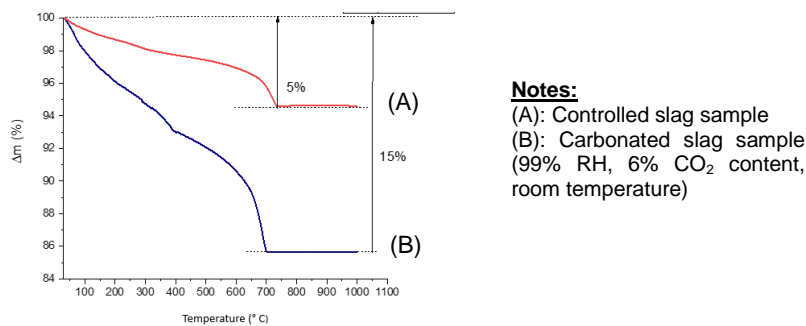 100
98
96
94
92
90
88
86
84
Δm (%)
5%
15%
(A)
(B)
100 200 300 400 500 600 700 800 900 1000 1100
Temperature (° C)
Notes:
(A): Controlled slag sample
(B): Carbonated slag sample
(99% RH, 6% CO₂ content,
room temperature)